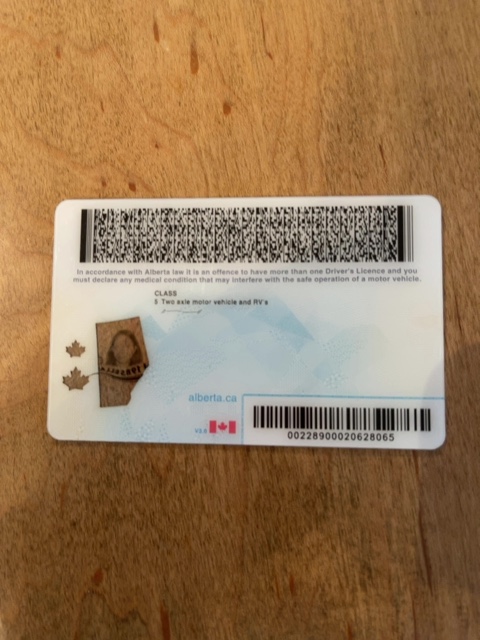 In accordance with Alberta law it is an offence to have more than one Driver's Licence and you
must declare any medical condition that may interfere with the safe operation of a motor vehicle.
CLASS
5 Two axle motor vehicle and RV's
alberta.ca
00228900020628065